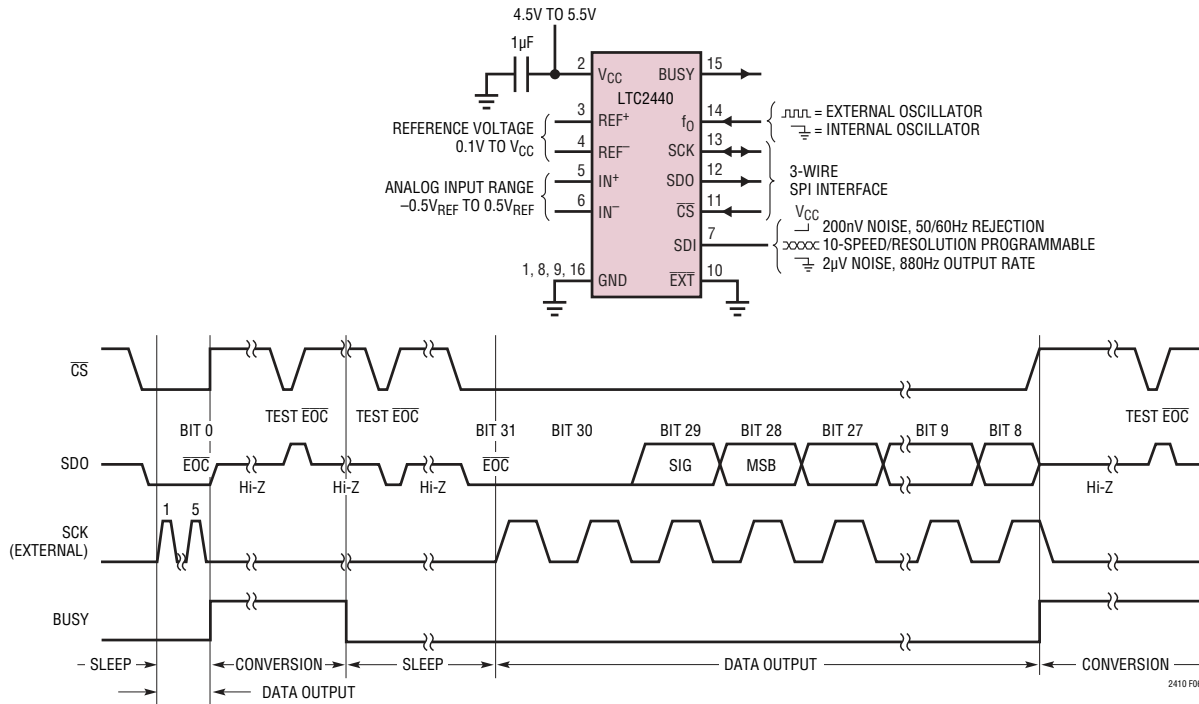 4.5V TO 5.5V
1µF
2
VCC
BUSY
15
LTC2440
3
REF+
fO
14
= EXTERNAL OSCILLATOR
= INTERNAL OSCILLATOR
REFERENCE VOLTAGE
0.1V TO VCC
4
REF–
SCK
13
3-WIRE
SPI INTERFACE
5
IN+
SDO
12
ANALOG INPUT RANGE
–0.5VREF TO 0.5VREF
6
IN–
CS
11
VCC
200nV NOISE, 50/60Hz REJECTION
SDI
7
10-SPEED/RESOLUTION PROGRAMMABLE
2µV NOISE, 880Hz OUTPUT RATE
1, 8, 9, 16
GND
EXT
10
CS
TEST EOC
TEST EOC
TEST EOC
BIT 0
BIT 31
BIT 30
BIT 29
BIT 28
BIT 27
BIT 9
BIT 8
SDO
EOC
EOC
SIG
MSB
Hi-Z
Hi-Z
Hi-Z
Hi-Z
1
5
SCK
(EXTERNAL)
BUSY
SLEEP
CONVERSION
SLEEP
DATA OUTPUT
CONVERSION
DATA OUTPUT
2410 F06